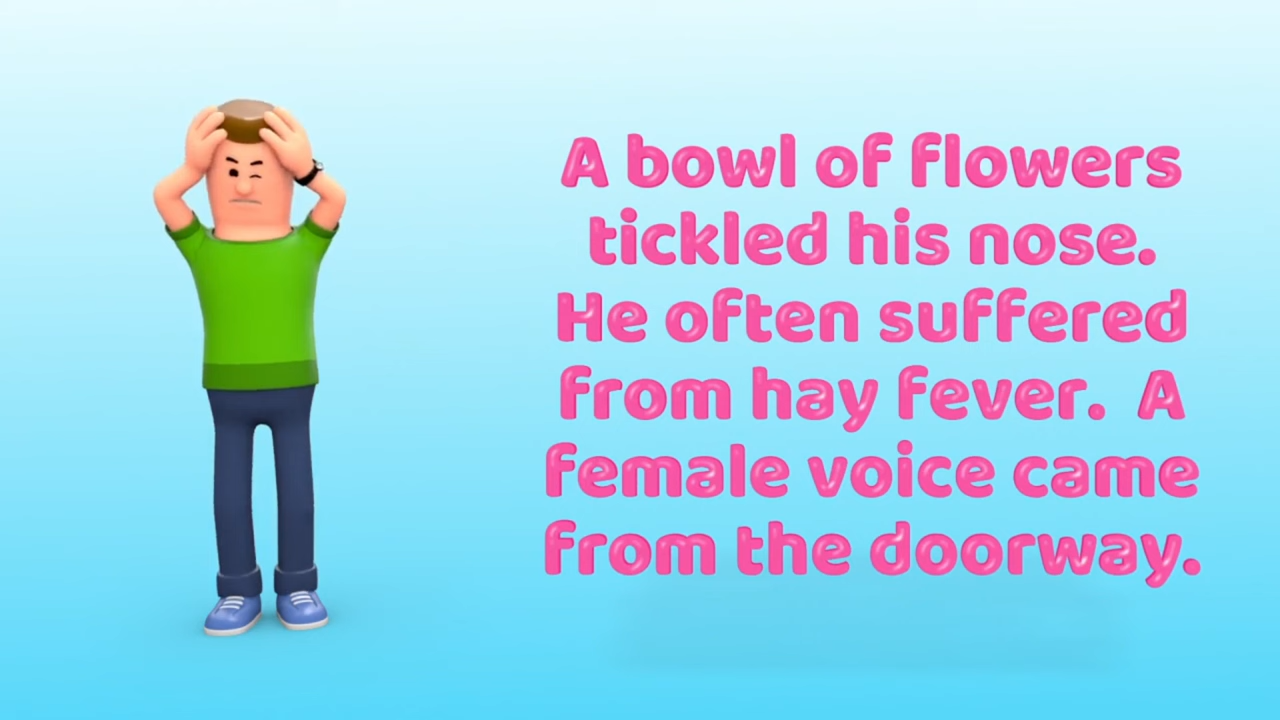 A bowl of flowers
tickled his nose.
He often suffered
from hay fever.  A
female voice came
from the doorway.